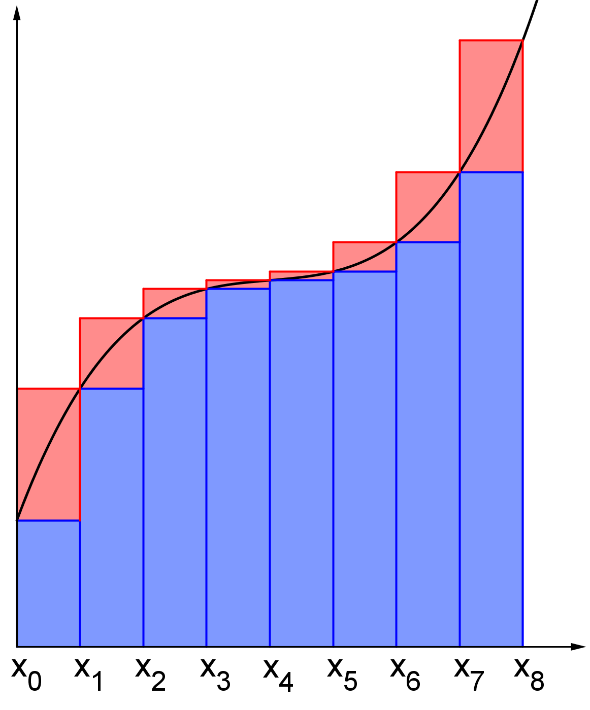 x₀ x₁ x₂ x₃ x₄ x₅ x₆ x₇ x₈